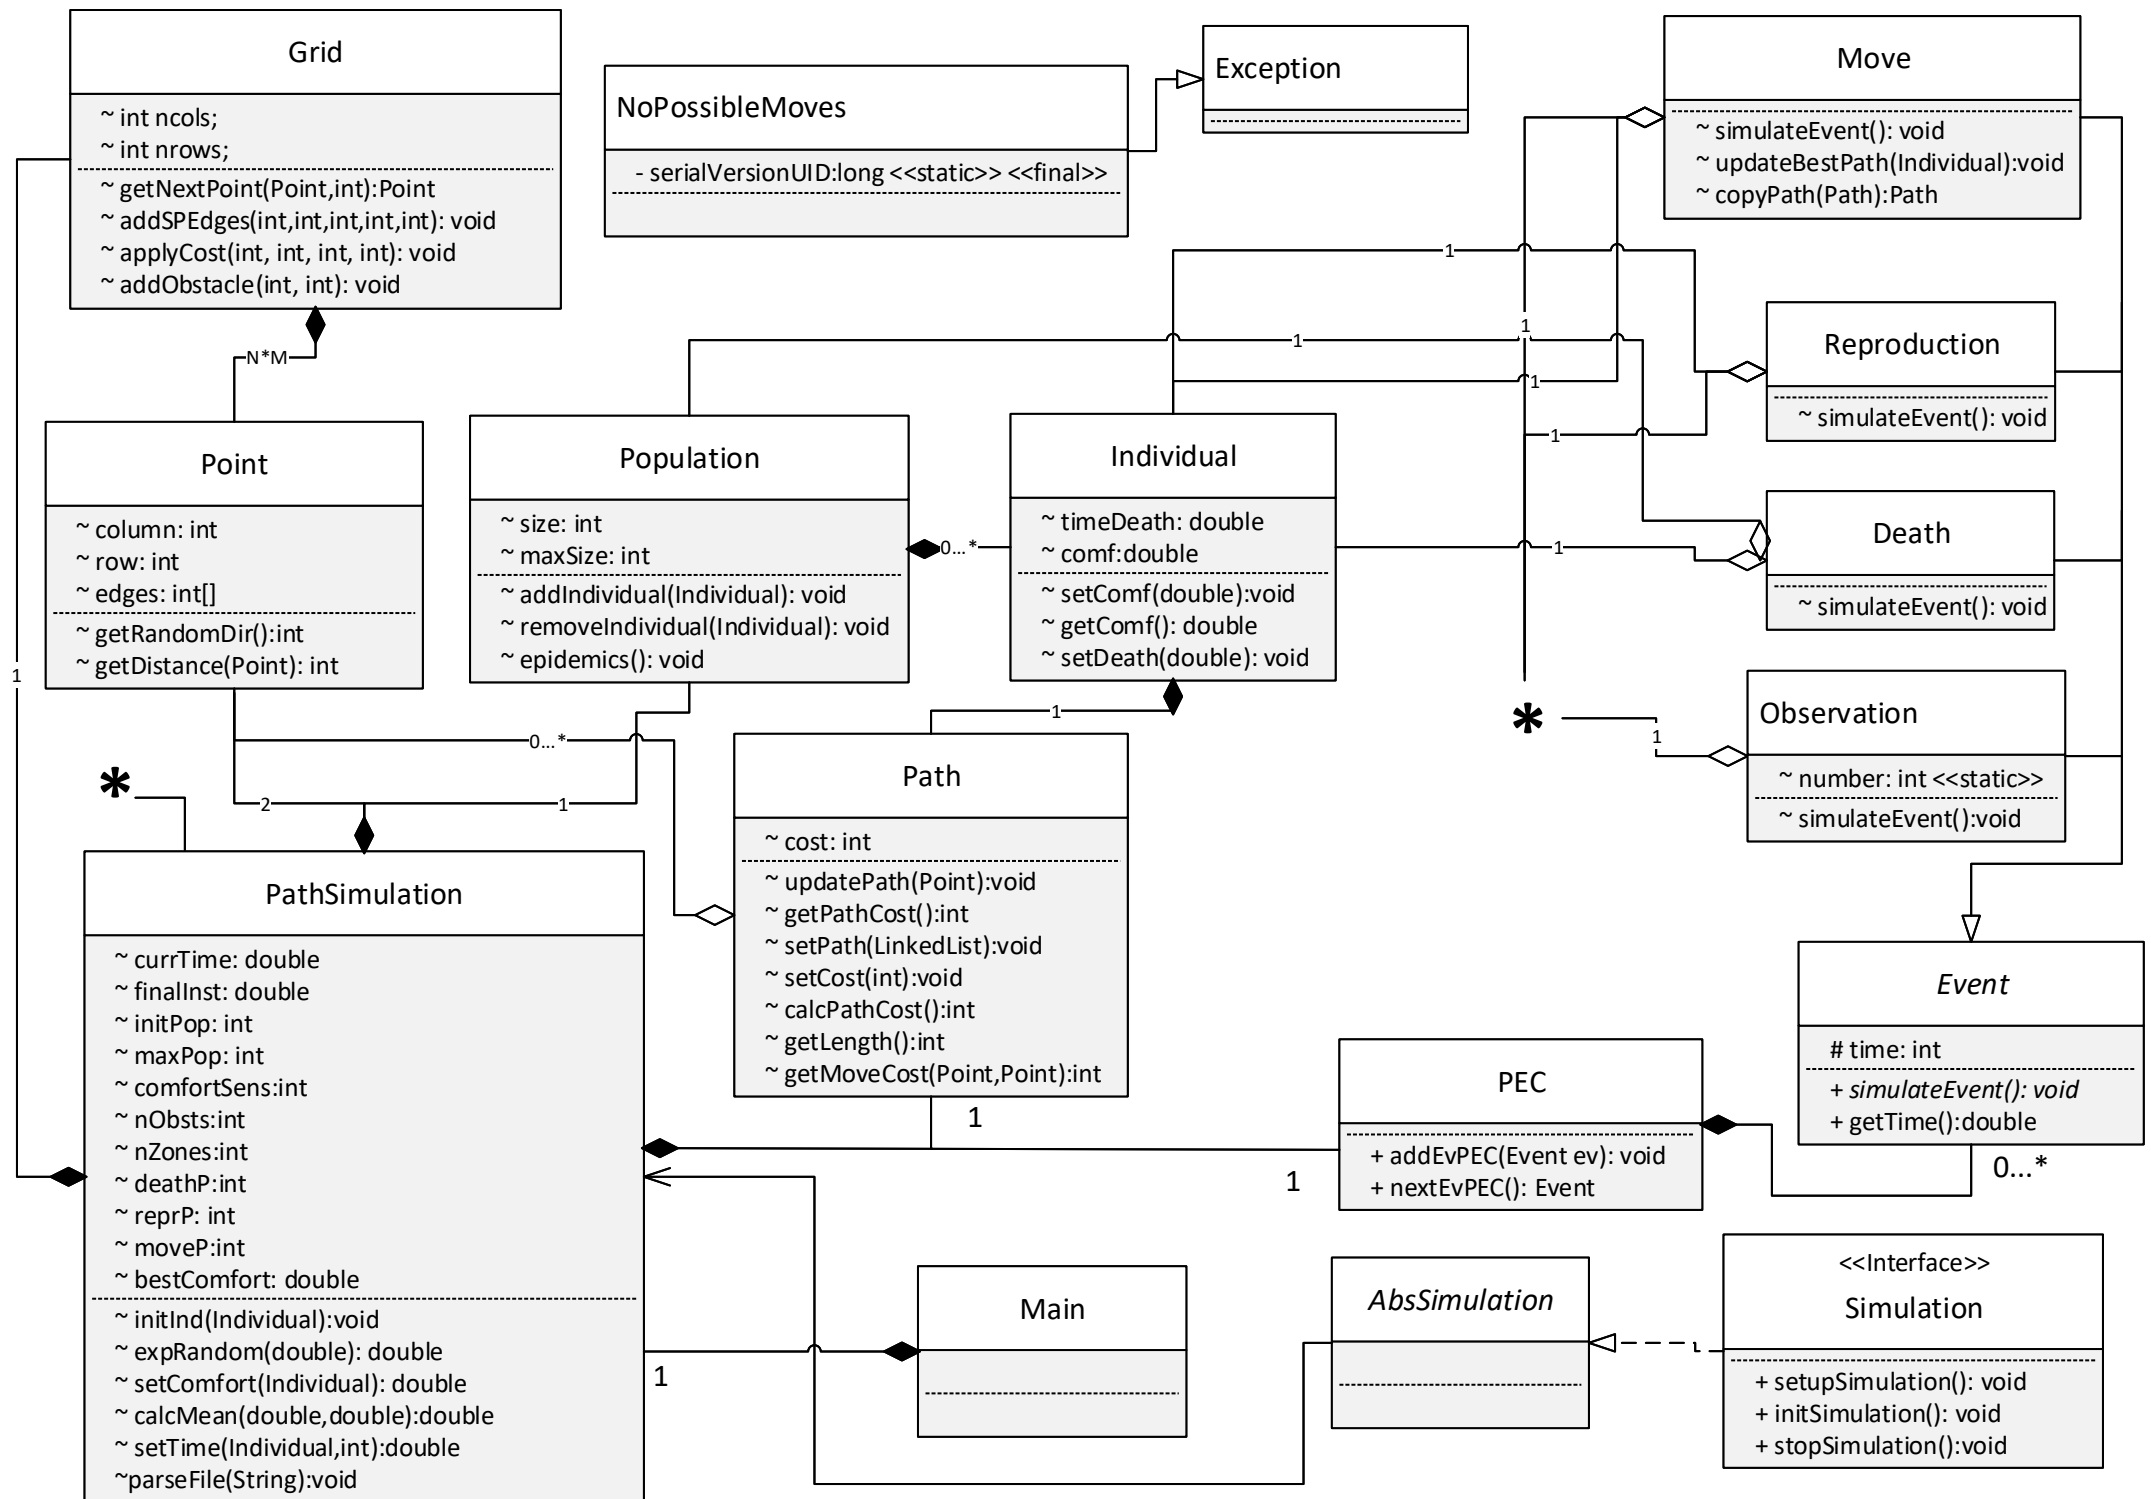 Grid
~ int ncols;
~ int nrows;
~ getNextPoint(Point,int):Point
~ addSPEdges(int,int,int,int,int): void
~ applyCost(int, int, int, int): void
~ addObstacle(int, int): void
NoPossibleMoves
- serialVersionUID:long <<static>> <<final>>
Exception
Move
~ simulateEvent(): void
~ updateBestPath(Individual):void
~ copyPath(Path):Path
1
1
1
N*M
1
Reproduction
~ simulateEvent(): void
1
Point
~ column: int
~ row: int
~ edges: int[]
~ getRandomDir():int
~ getDistance(Point): int
Population
~ size: int
~ maxSize: int
~ addIndividual(Individual): void
~ removeIndividual(Individual): void
~ epidemics(): void
0...*
Individual
~ timeDeath: double
~ comf:double
~ setComf(double):void
~ getComf(): double
~ setDeath(double): void
1
Death
~ simulateEvent(): void
1
1
*
1
Observation
~ number: int <<static>>
~ simulateEvent():void
0...*
*
2
1
PathSimulation
~ currTime: double
~ finalInst: double
~ initPop: int
~ maxPop: int
~ comfortSens:int
~ nObsts:int
~ nZones:int
~ deathP:int
~ reprP: int
~ moveP:int
~ bestComfort: double
~ initInd(Individual):void
~ expRandom(double): double
~ setComfort(Individual): double
~ calcMean(double,double):double
~ setTime(Individual,int):double
~parseFile(String):void
Path
~ cost: int
~ updatePath(Point):void
~ getPathCost():int
~ setPath(LinkedList):void
~ setCost(int):void
~ calcPathCost():int
~ getLength():int
~ getMoveCost(Point,Point):int
1
1
PEC
+ addEvPEC(Event ev): void
+ nextEvPEC(): Event
Event
# time: int
+ simulateEvent(): void
+ getTime():double
0...*
Main
1
AbsSimulation
<<Interface>>
Simulation
+ setupSimulation(): void
+ initSimulation(): void
+ stopSimulation():void